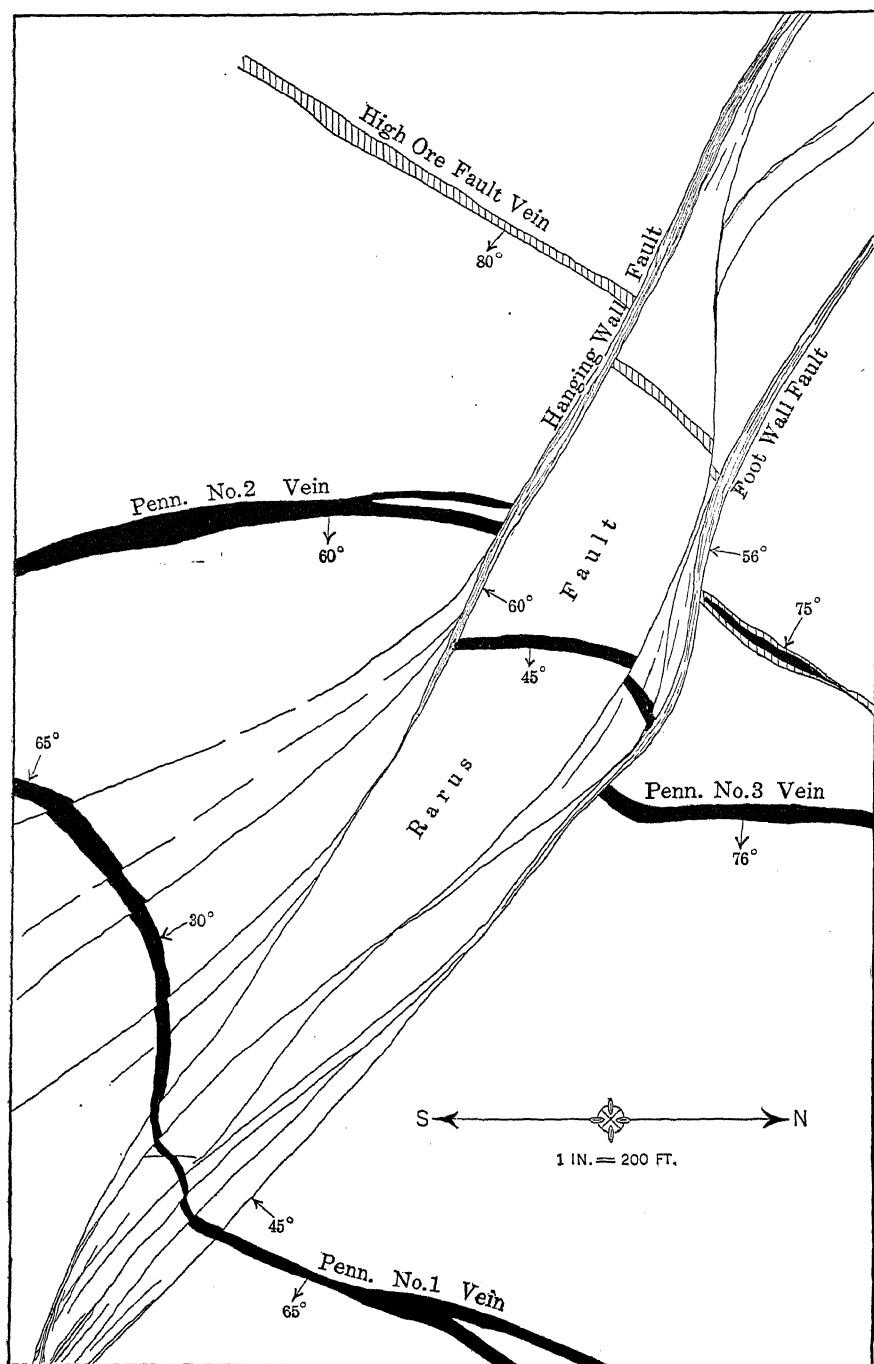 High Ore Fault Vein
80°
Hanging Wall Fault
Foot Wall Fault
Penn. No.2 Vein
60°
60°
56°
75°
45°
Rarus Fault
65°
Penn. No.3 Vein
76°
30°
S N
1 IN. = 200 FT.
45°
Penn. No.1 Vein
65°